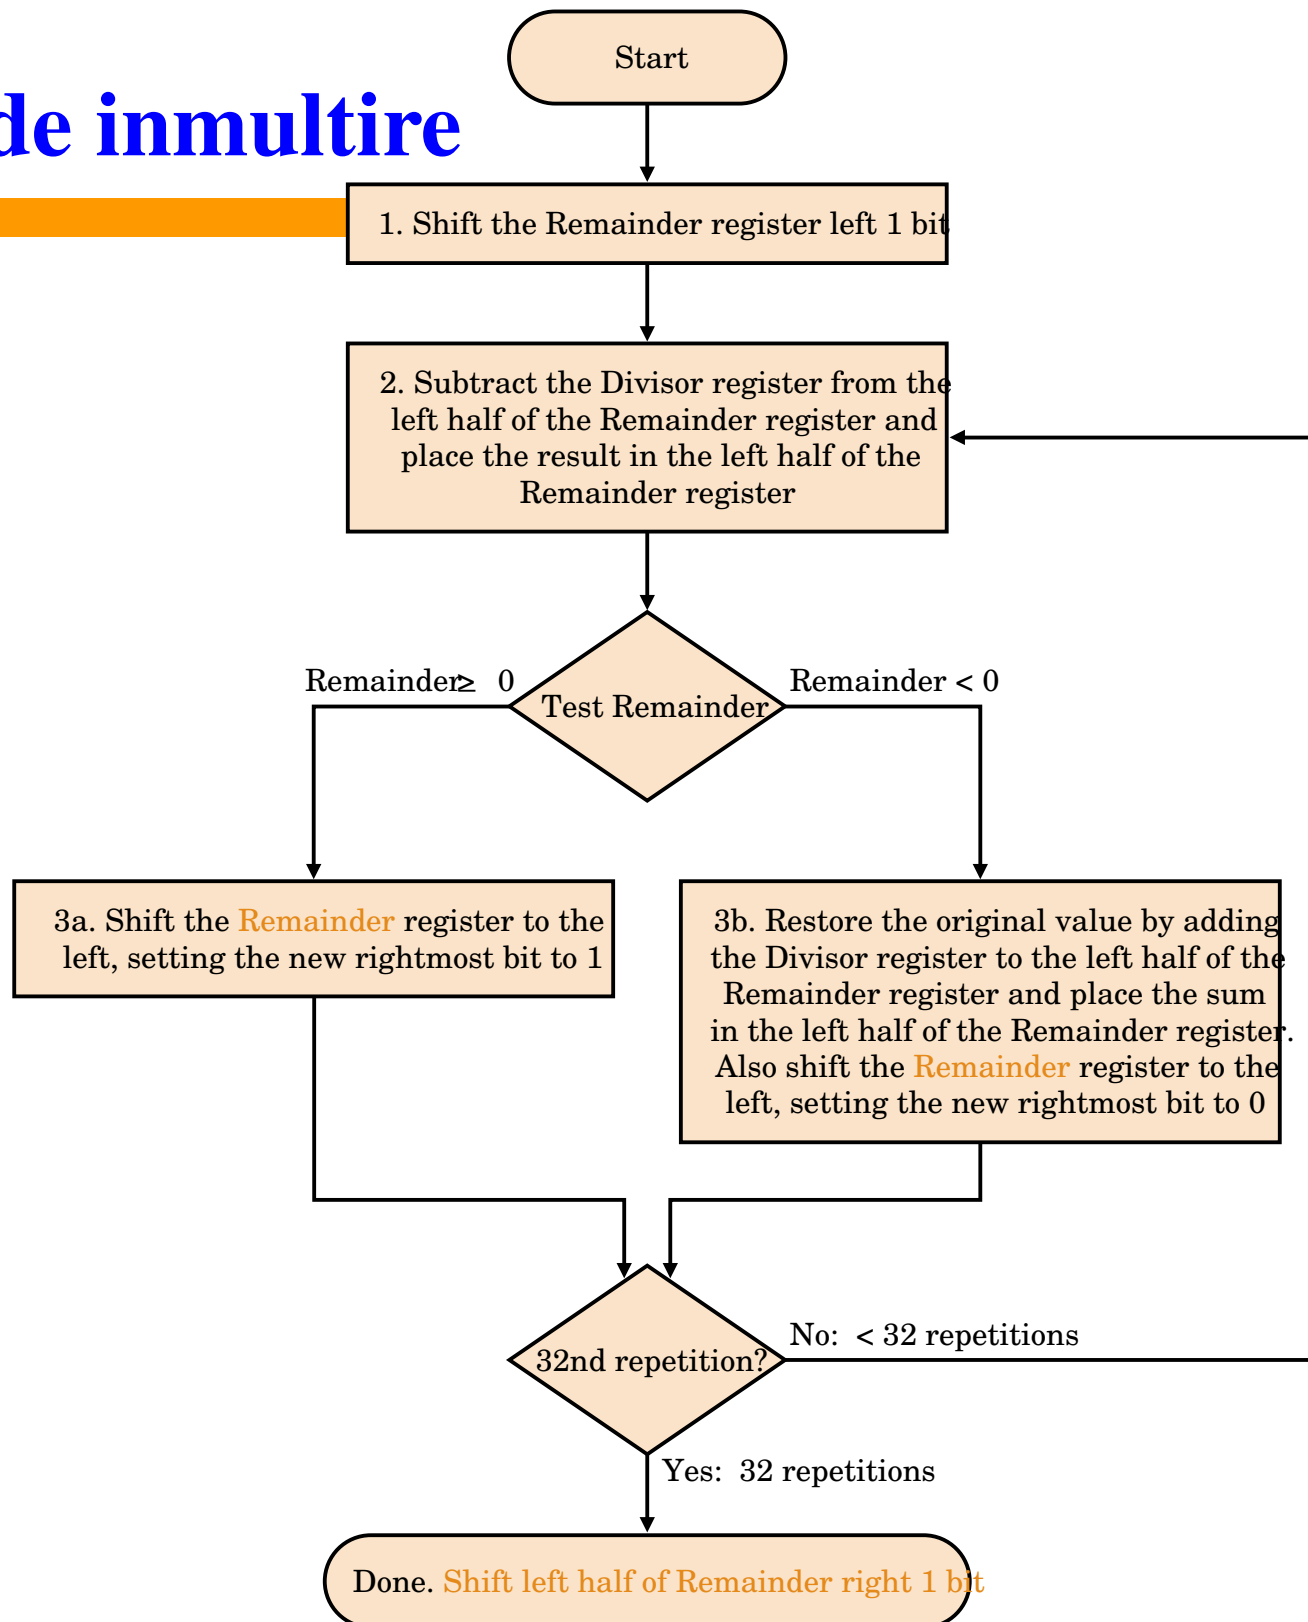 Start
de inmultire
1. Shift the Remainder register left 1 bit
2. Subtract the Divisor register from the
left half of the Remainder register and
place the result in the left half of the
Remainder register
Remainder≥ 0
Remainder < 0
Test Remainder
3a. Shift the Remainder register to the
left, setting the new rightmost bit to 1
3b. Restore the original value by adding
the Divisor register to the left half of the
Remainder register and place the sum
in the left half of the Remainder register.
Also shift the Remainder register to the
left, setting the new rightmost bit to 0
No: < 32 repetitions
32nd repetition?
Yes: 32 repetitions
Done. Shift left half of Remainder right 1 bit